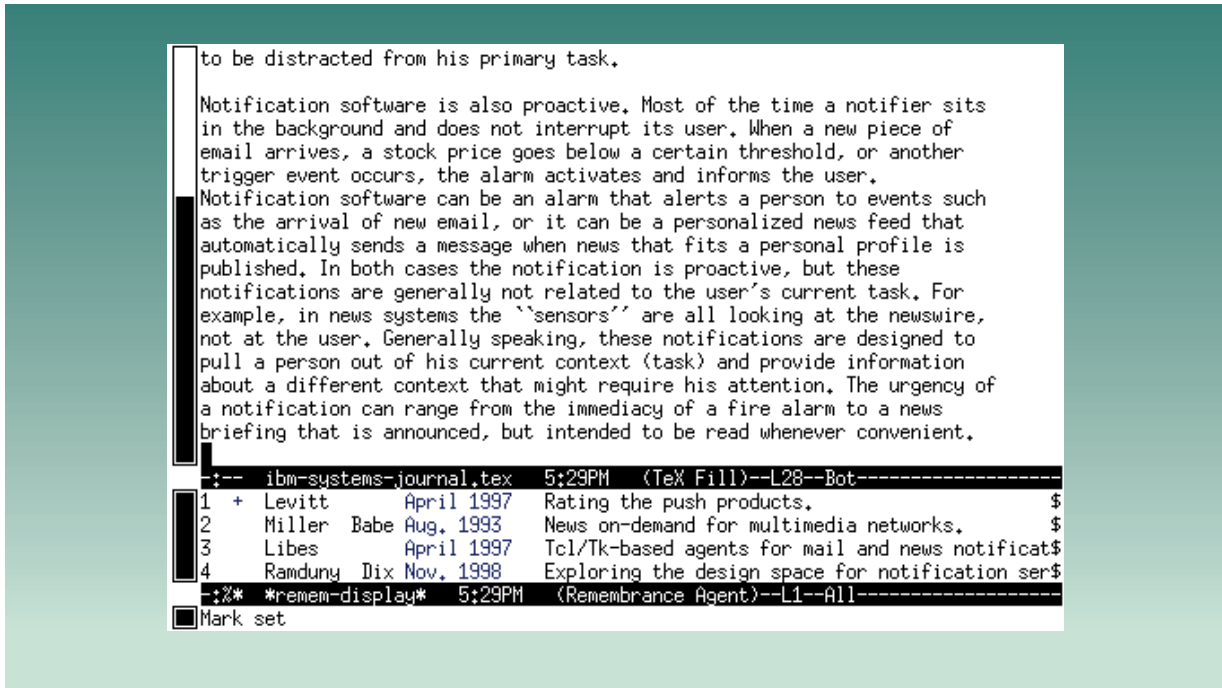 to be distracted from his primary task.
Notification software is also proactive. Most of the time a notifier sits
in the background and does not interrupt its user. When a new piece of
email arrives, a stock price goes below a certain threshold, or another
trigger event occurs, the alarm activates and informs the user.
Notification software can be an alarm that alerts a person to events such
as the arrival of new email, or it can be a personalized news feed that
automatically sends a message when news that fits a personal profile is
published. In both cases the notification is proactive, but these
notifications are generally not related to the user's current task. For
example, in news systems the ``sensors'' are all looking at the newswire,
not at the user. Generally speaking, these notifications are designed to
pull a person out of his current context (task) and provide information
about a different context that might require his attention. The urgency of
a notification can range from the immediacy of a fire alarm to a news
briefing that is announced, but intended to be read whenever convenient.
-:-- ibm-systems-journal.tex 5:29PM (TeX Fill)--L28--Bot-------------------
1 + Levitt April 1997 Rating the push products. $
2 Miller Babe Aug. 1993 News on-demand for multimedia networks. $
3 Libes April 1997 Tcl/Tk-based agents for mail and news notificat$
4 Ramduny Dix Nov. 1998 Exploring the design space for notification ser$
-:%* *remem-display* 5:29PM (Remembrance Agent)--L1--All-------------------
Mark set